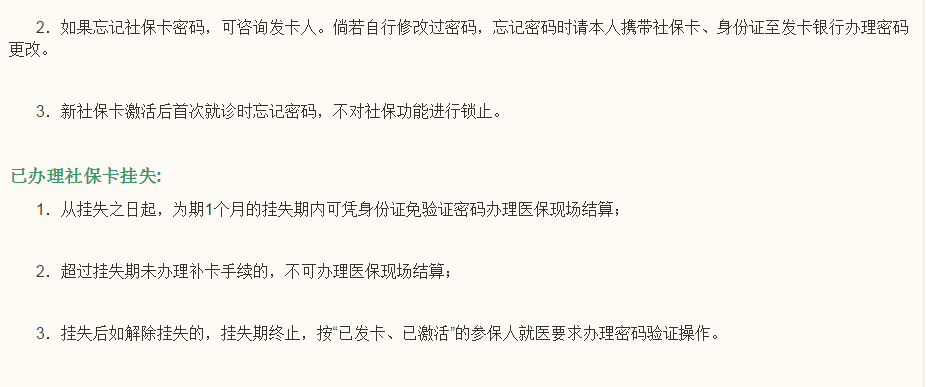 2．如果忘记社保卡密码，可咨询发卡人。倘若自行修改过密码，忘记密码时请本人携带社保卡、身份证至发卡银行办理密码
更改。
3．新社保卡激活后首次就诊时忘记密码，不对社保功能进行锁止。
已办理社保卡挂失:
1．从挂失之日起，为期1个月的挂失期内可凭身份证免验证密码办理医保现场结算；
2．超过挂失期未办理补卡手续的，不可办理医保现场结算；
3．挂失后如解除挂失的，挂失期终止，按“已发卡、已激活”的参保人就医要求办理密码验证操作。